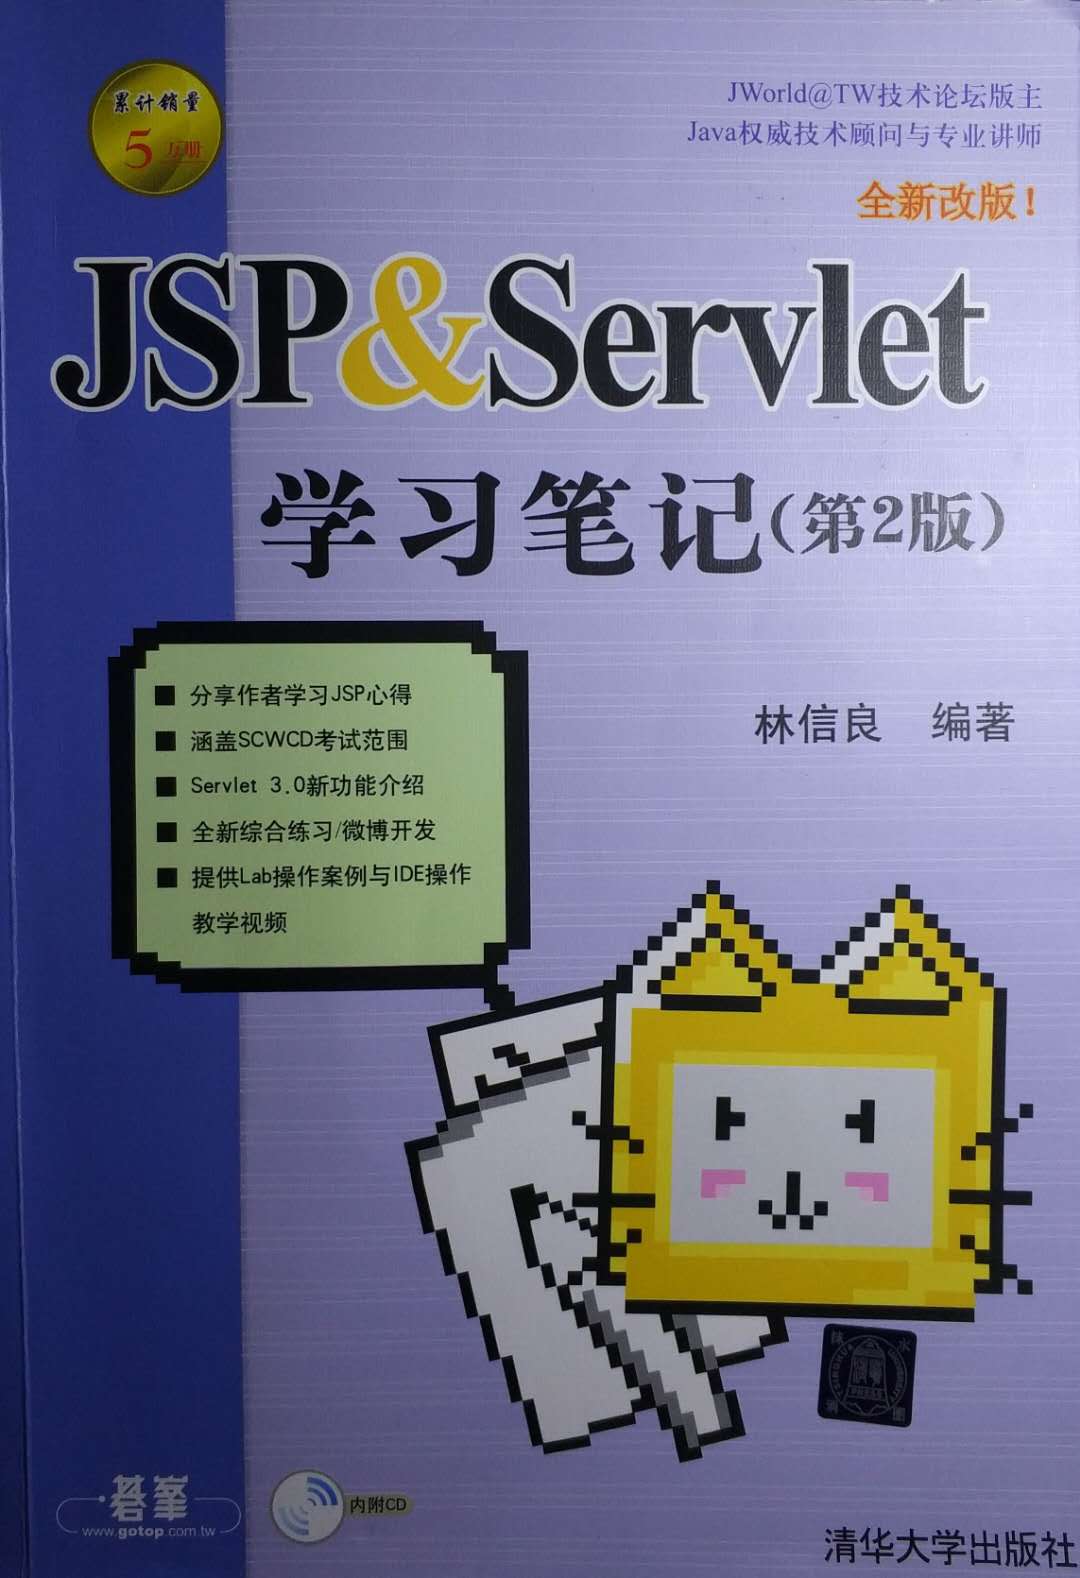 累计销量
5 万册
JWorld@TW技术论坛版主
Java权威技术顾问与专业讲师
全新改版！
JSP&Servlet
学习笔记（第2版）
■ 分享作者学习JSP心得
■ 涵盖SCWCD考试范围
■ Servlet 3.0新功能介绍
■ 全新综合练习/微博开发
■ 提供Lab操作案例与IDE操作
教学视频
林信良 编著
碁峯
www.gotop.com.tw
内附CD
清华大学出版社